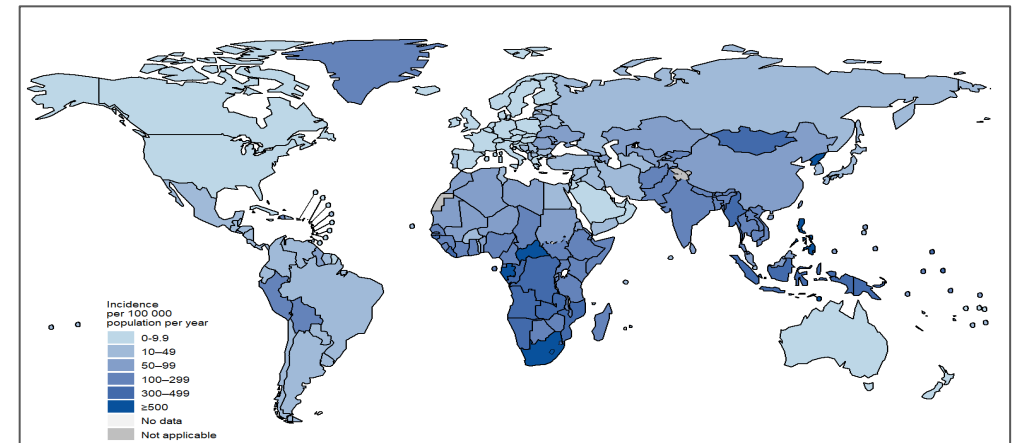 Incidence
per 100 000
population per year
0-9.9
10–49
50–99
100–299
300–499
≥500
No data
Not applicable